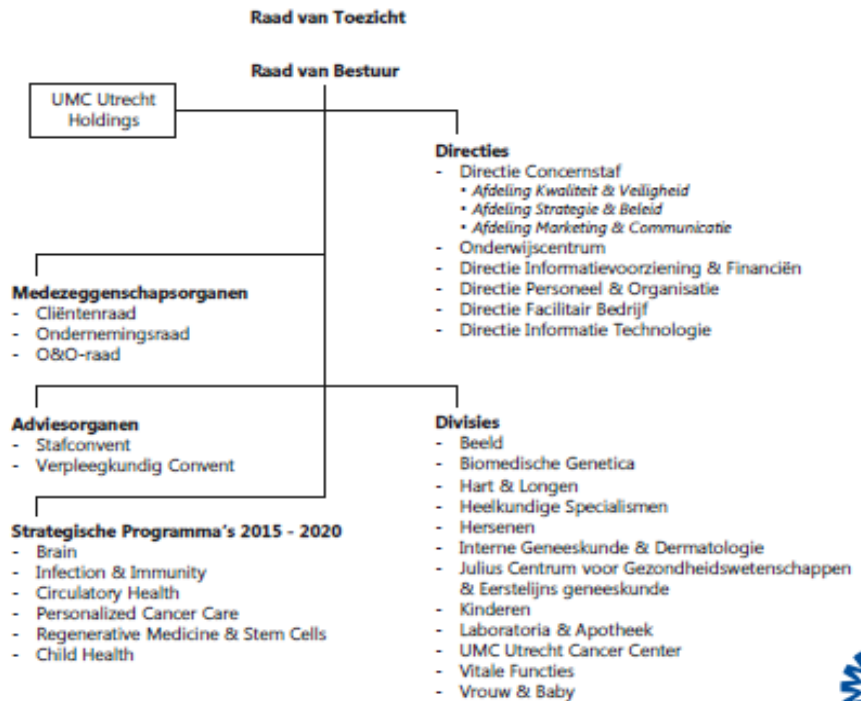 Raad van Toezicht
Raad van Bestuur
UMC Utrecht
Holdings
Directies
- Directie Concernstaf
• Afdeling Kwaliteit & Veiligheid
• Afdeling Strategie & Beleid
• Afdeling Marketing & Communicatie
- Onderwijscentrum
- Directie Informatievoorziening & Financiën
- Directie Personeel & Organisatie
- Directie Facilitair Bedrijf
- Directie Informatie Technologie
Medezeggenschapsorganen
- Cliëntenraad
- Ondernemingsraad
- O&O-raad
Adviesorganen
- Stafconvent
- Verpleegkundig Convent
Strategische Programma's 2015 - 2020
- Brain
- Infection & Immunity
- Circulatory Health
- Personalized Cancer Care
- Regenerative Medicine & Stem Cells
- Child Health
Divisies
- Beeld
- Biomedische Genetica
- Hart & Longen
- Heelkundige Specialismen
- Hersenen
- Interne Geneeskunde & Dermatologie
- Julius Centrum voor Gezondheidswetenschappen
& Eerstelijns geneeskunde
- Kinderen
- Laboratoria & Apotheek
- UMC Utrecht Cancer Center
- Vitale Functies
- Vrouw & Baby